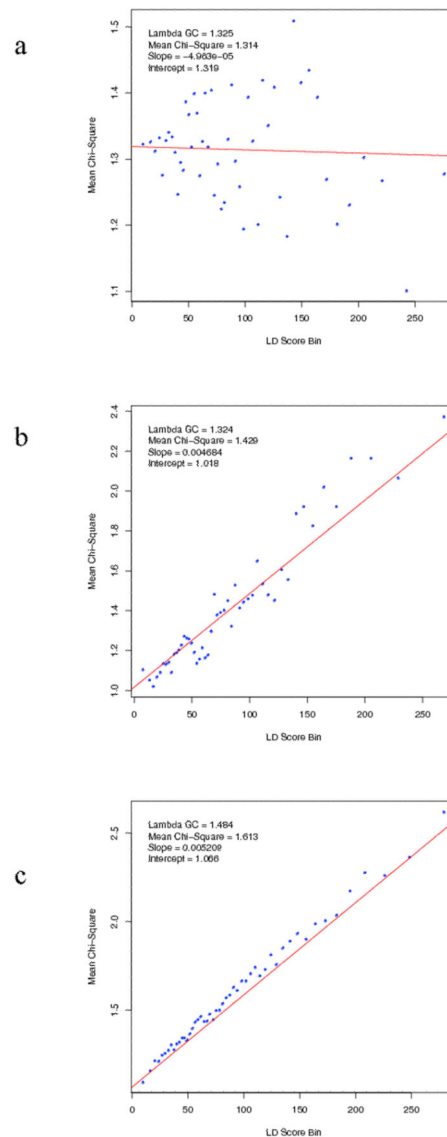 a
Lambda GC = 1.325
Mean Chi-Square = 1.314
Slope = -4.963e-05
Intercept = 1.319
Mean Chi-Square
1.1 1.2 1.3 1.4 1.5
0 50 100 150 200 250
LD Score Bin
b
Lambda GC = 1.324
Mean Chi-Square = 1.429
Slope = 0.004684
Intercept = 1.018
Mean Chi-Square
1.0 1.2 1.4 1.6 1.8 2.0 2.2 2.4
0 50 100 150 200 250
LD Score Bin
c
Lambda GC = 1.484
Mean Chi-Square = 1.613
Slope = 0.005209
Intercept = 1.066
Mean Chi-Square
1.5 2.0 2.5
0 50 100 150 200 250
LD Score Bin